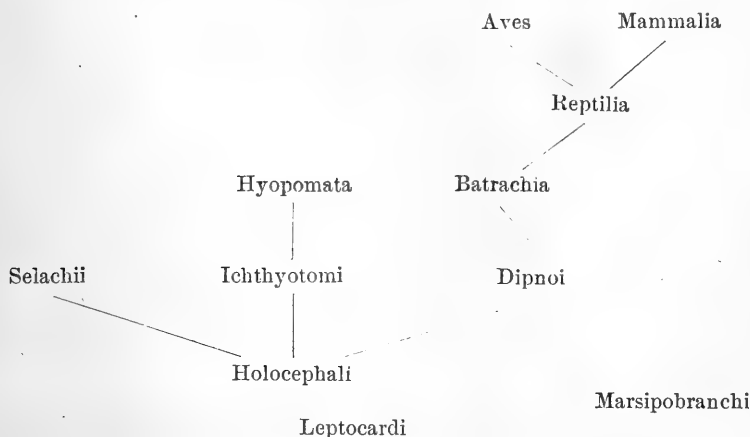 Aves Mammalia
Reptilia
Hyopomata Batrachia
Selachii Ichthyotomi Dipnoi
Holocephali
Marsipobranchi
Leptocardi